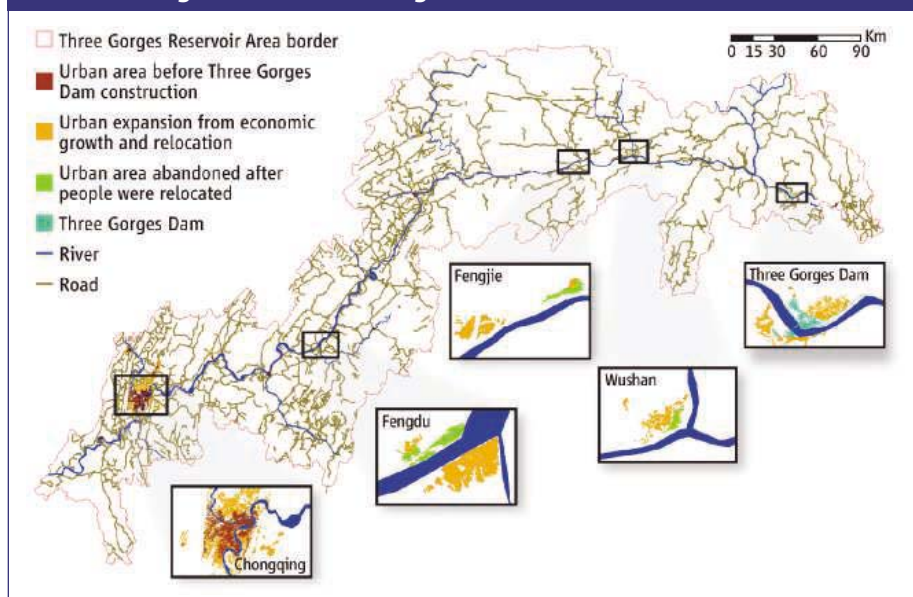 Three Gorges Reservoir Area border
Urban area before Three Gorges
Dam construction
Urban expansion from economic
growth and relocation
Urban area abandoned after
people were relocated
Three Gorges Dam
River
Road
Km
0 15 30 60 90
Fengjie
Three Gorges Dam
Wushan
Fengdu
Chongqing